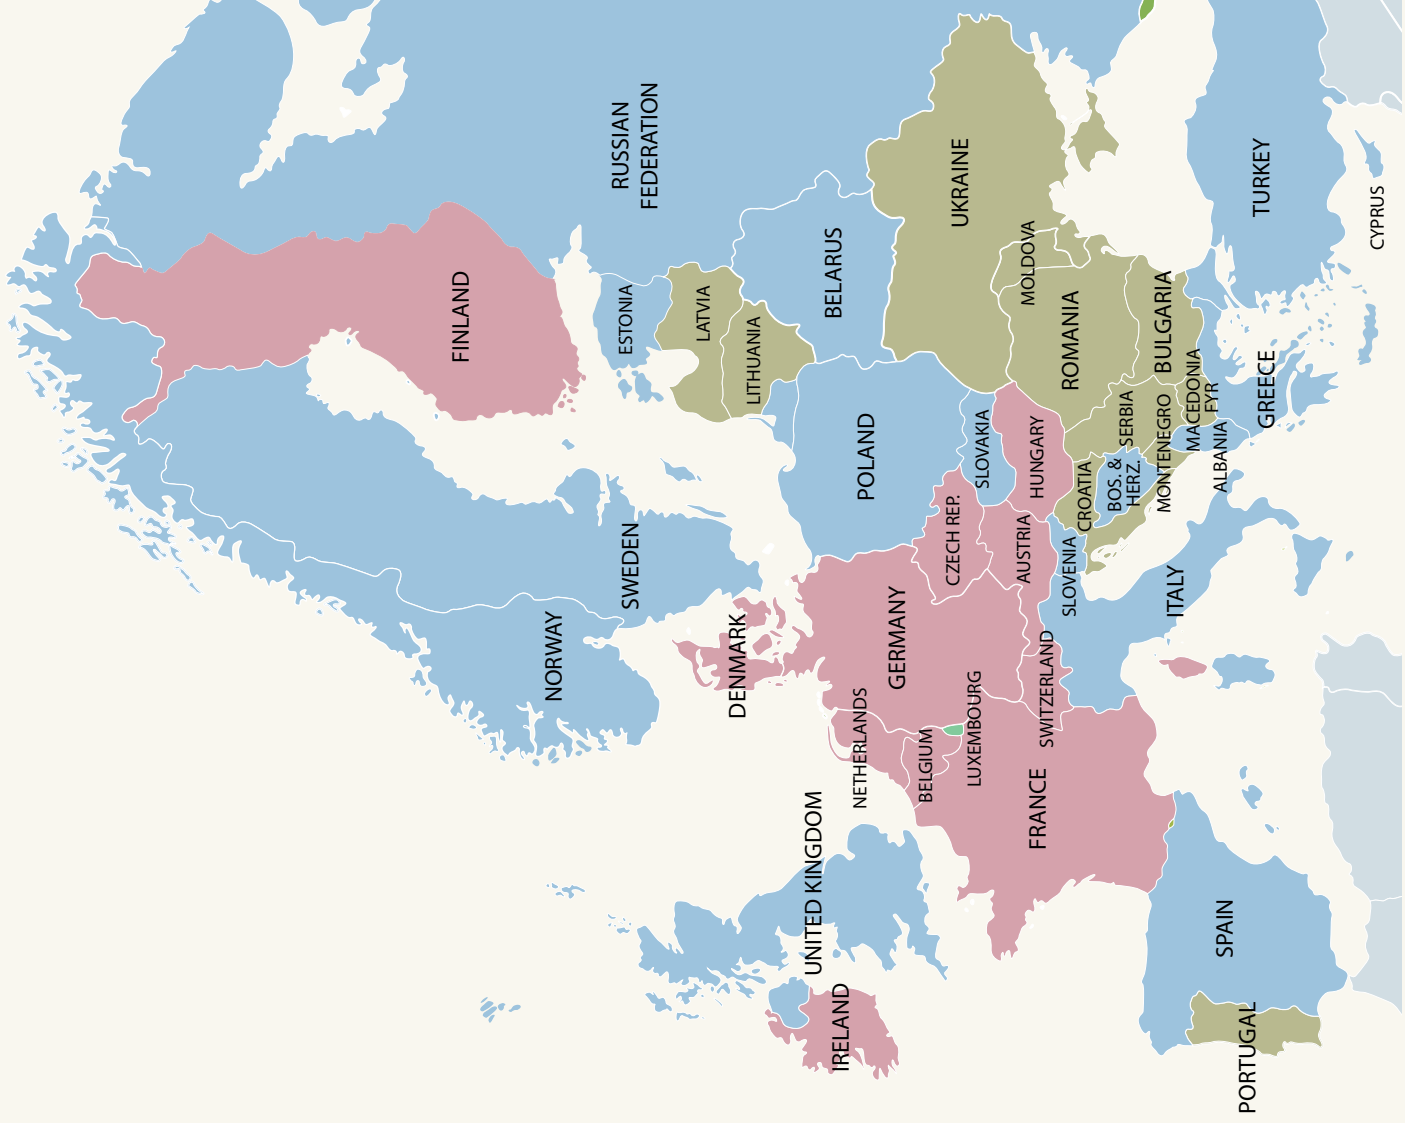 FINLAND
NORWAY
SWEDEN
RUSSIAN
FEDERATION
ESTONIA
LATVIA
LITHUANIA
DENMARK
UNITED KINGDOM
IRELAND
NETHERLANDS
BELGIUM
LUXEMBOURG
GERMANY
POLAND
BELARUS
UKRAINE
CZECH REP.
SLOVAKIA
AUSTRIA
HUNGARY
MOLDOVA
ROMANIA
SWITZERLAND
FRANCE
SLOVENIA
CROATIA
BOS. &
HERZ.
SERBIA
MONTENEGRO
BULGARIA
MACEDONIA
FYR
ALBANIA
ITALY
GREECE
TURKEY
CYPRUS
SPAIN
PORTUGAL